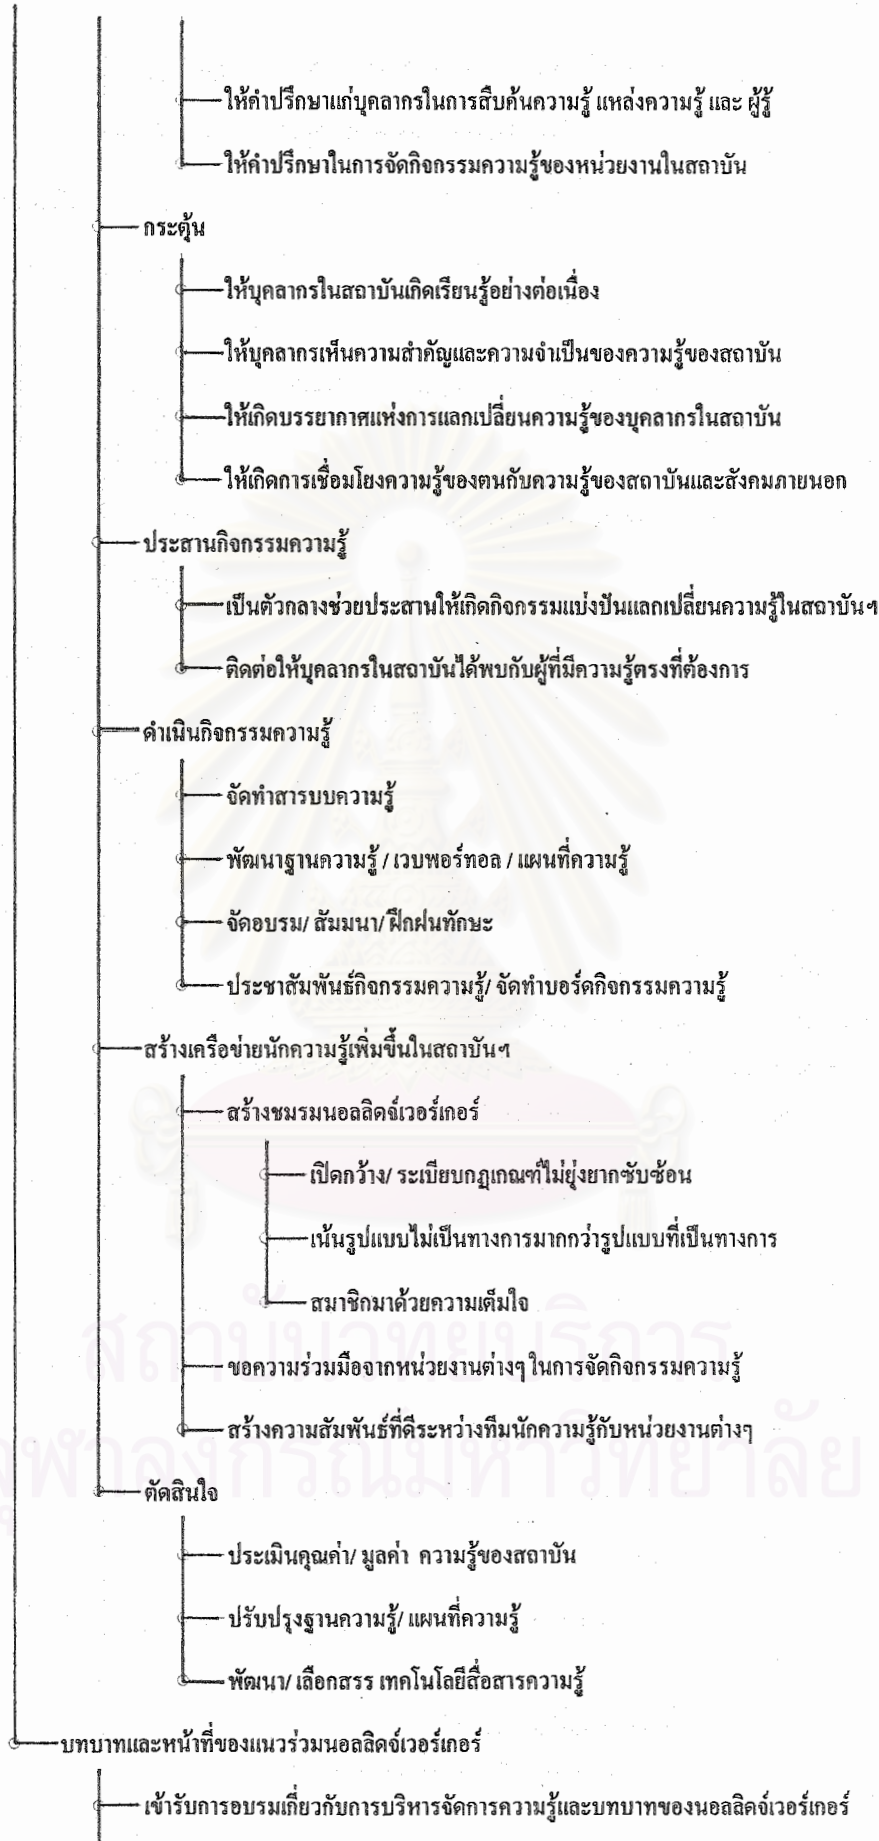 ให้คำปรึกษาแก่บุคลากรในการสืบค้นความรู้ แหล่งความรู้ และ ผู้รู้
ให้คำปรึกษาในการจัดกิจกรรมความรู้ของหน่วยงานในสถาบัน
กระตุ้น
ให้บุคลากรในสถาบันเกิดเรียนรู้อย่างต่อเนื่อง
ให้บุคลากรเห็นความสำคัญและความจำเป็นของความรู้ของสถาบัน
ให้เกิดบรรยากาศแห่งการแลกเปลี่ยนความรู้ของบุคลากรในสถาบัน
ให้เกิดการเชื่อมโยงความรู้ของตนกับความรู้ของสถาบันและสังคมภายนอก
ประสานกิจกรรมความรู้
เป็นตัวกลางช่วยประสานให้เกิดกิจกรรมแบ่งปันแลกเปลี่ยนความรู้ในสถาบันฯ
ติดต่อให้บุคลากรในสถาบันได้พบกับผู้ที่มีความรู้ตรงที่ต้องการ
ดำเนินกิจกรรมความรู้
จัดทำสารบบความรู้
พัฒนาฐานความรู้ / เวบพอร์ทอล / แผนที่ความรู้
จัดอบรม/ สัมมนา/ ฝึกฝนทักษะ
ประชาสัมพันธ์กิจกรรมความรู้/ จัดทำบอร์ดกิจกรรมความรู้
สร้างเครือข่ายนักความรู้เพิ่มขึ้นในสถาบันฯ
สร้างชมรมนอลลิดจ์เวอร์เกอร์
เปิดกว้าง/ ระเบียบกฎเกณฑ์ไม่ยุ่งยากซับซ้อน
เน้นรูปแบบไม่เป็นทางการมากกว่ารูปแบบที่เป็นทางการ
สมาชิกมาด้วยความเต็มใจ
สถาบันวิทยบริการ
ขอความร่วมมือจากหน่วยงานต่างๆ ในการจัดกิจกรรมความรู้
สร้างความสัมพันธ์ที่ดีระหว่างทีมนักความรู้กับหน่วยงานต่างๆ
จุฬาลงกรณ์มหาวิทยาลัย
ตัดสินใจ
ประเมินคุณค่า/ มูลค่า ความรู้ของสถาบัน
ปรับปรุงฐานความรู้/ แผนที่ความรู้
พัฒนา/ เลือกสรร เทคโนโลยีสื่อสารความรู้
บทบาทและหน้าที่ของแนวร่วมนอลลิดจ์เวอร์เกอร์
เข้ารับการอบรมเกี่ยวกับการบริหารจัดการความรู้และบทบาทของนอลลิดจ์เวอร์เกอร์